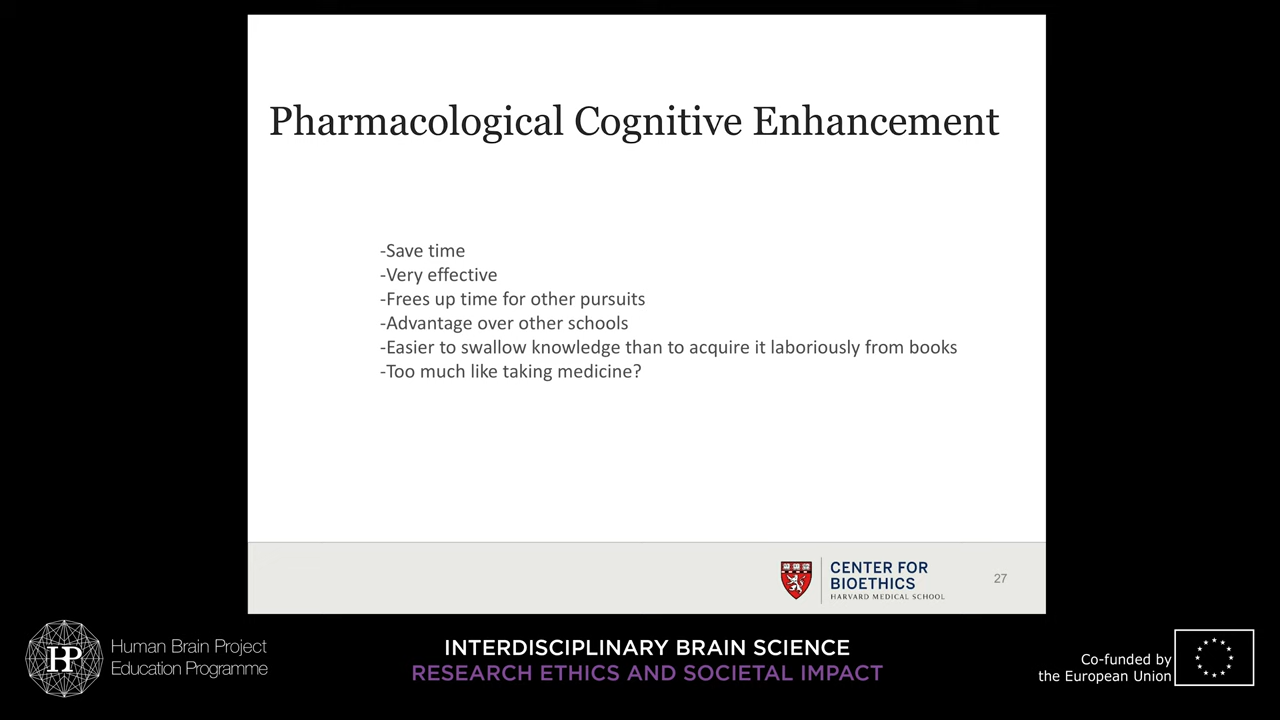 Pharmacological Cognitive Enhancement
-Save time
-Very effective
-Frees up time for other pursuits
-Advantage over other schools
-Easier to swallow knowledge than to acquire it laboriously from books
-Too much like taking medicine?
CENTER FOR
BIOETHICS
HARVARD MEDICAL SCHOOL
27
HBP
Human Brain Project
Education Programme
INTERDISCIPLINARY BRAIN SCIENCE
RESEARCH ETHICS AND SOCIETAL IMPACT
Co-funded by
the European Union